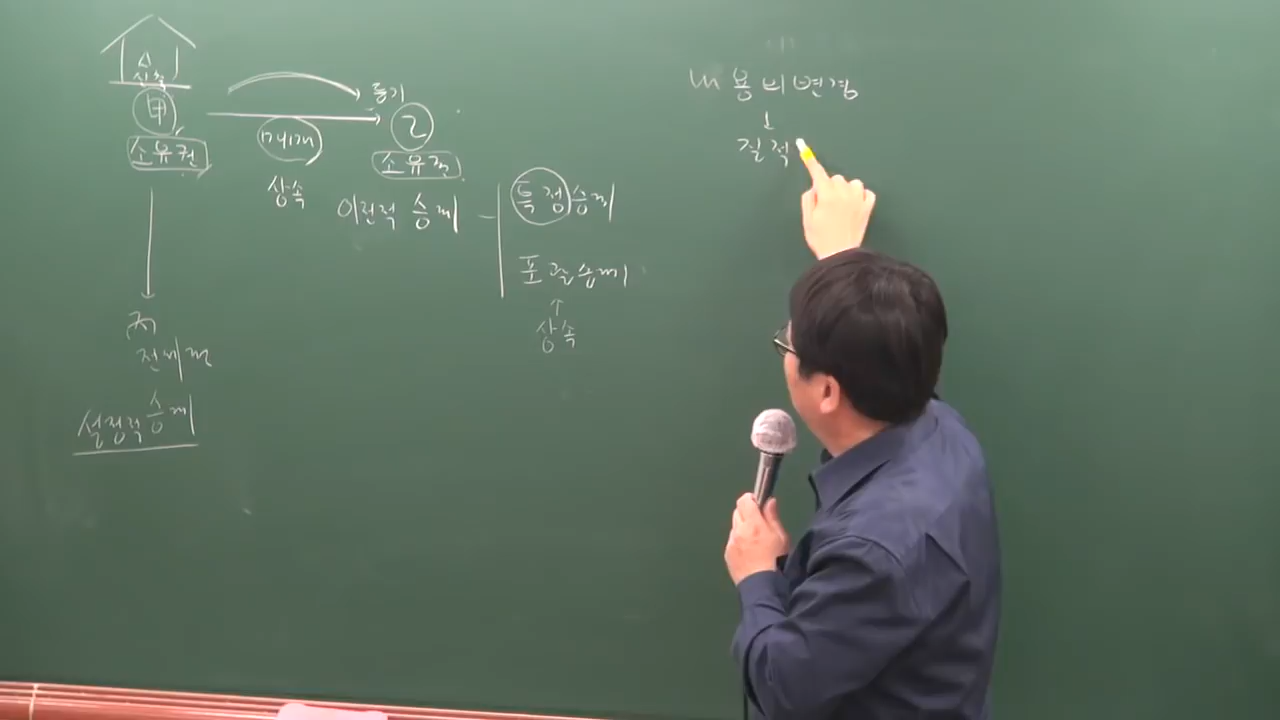 신축
甲
소유권
등기
매매
乙
소유권
상속
이전적 승계
특정승계
포괄승계
↑
상속
저
전세권
설정적 승계
내용의 변경
질적